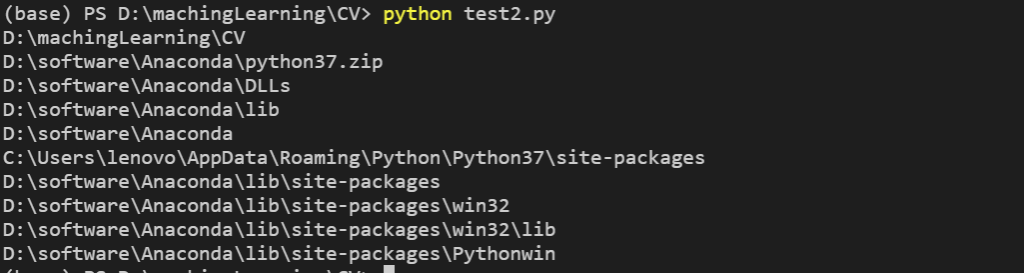 (base) PS D:\machingLearning\CV> python test2.py
D:\machingLearning\CV
D:\software\Anaconda\python37.zip
D:\software\Anaconda\DLLs
D:\software\Anaconda\lib
D:\software\Anaconda
C:\Users\lenovo\AppData\Roaming\Python\Python37\site-packages
D:\software\Anaconda\lib\site-packages
D:\software\Anaconda\lib\site-packages\win32
D:\software\Anaconda\lib\site-packages\win32\lib
D:\software\Anaconda\lib\site-packages\Pythonwin